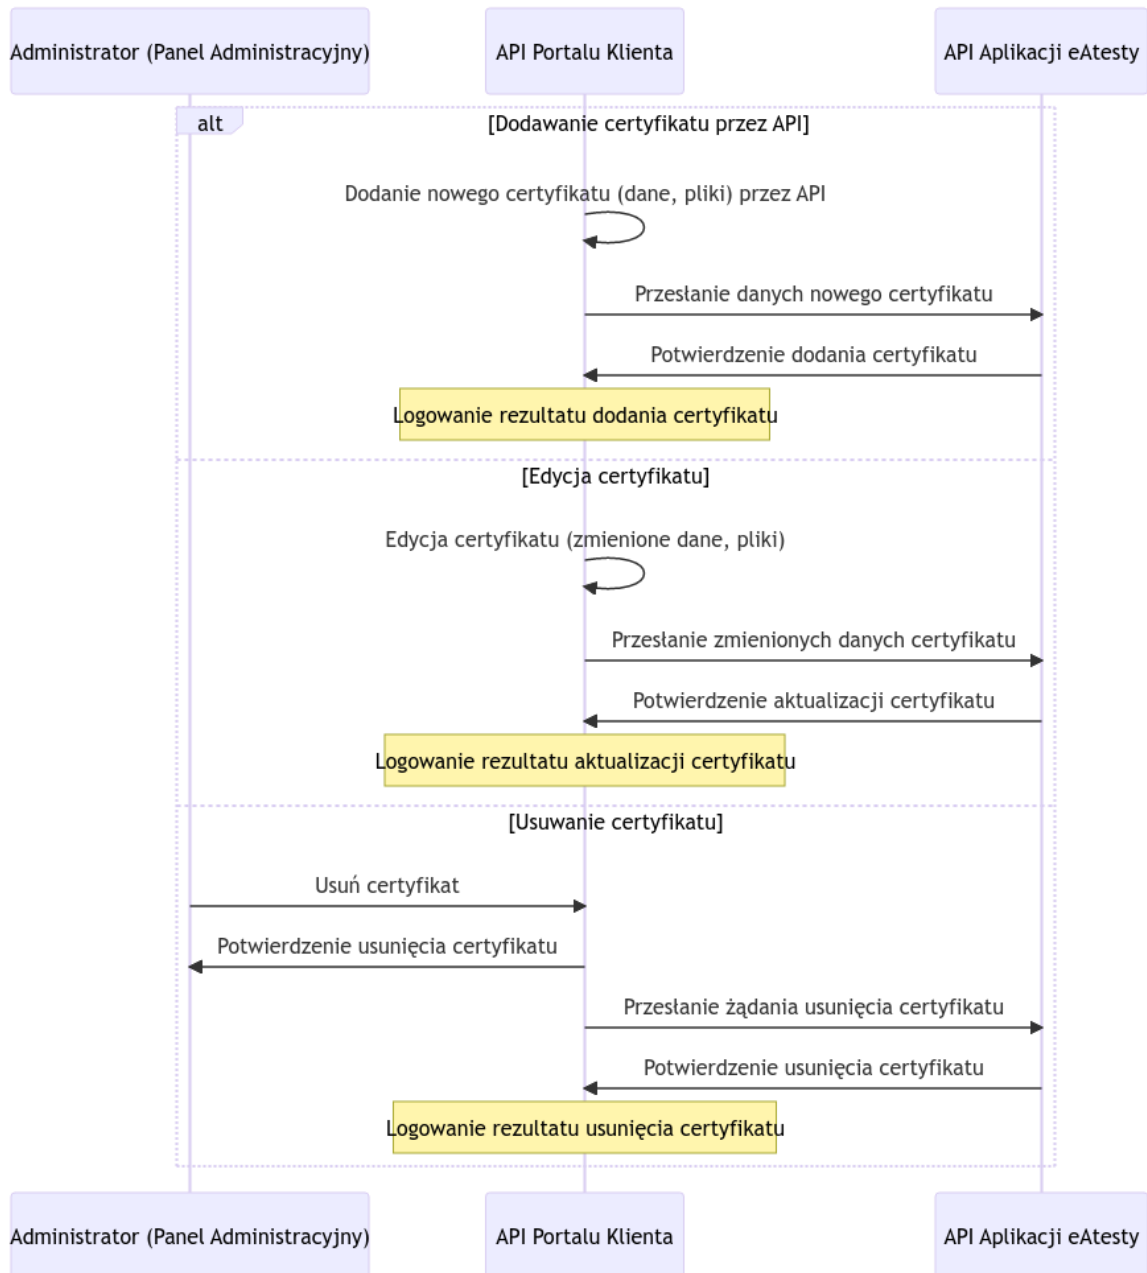 Administrator (Panel Administracyjny)
API Portalu Klienta
API Aplikacji eAtesty
alt
[Dodawanie certyfikatu przez API]
Dodanie nowego certyfikatu (dane, pliki) przez API
Przesłanie danych nowego certyfikatu
Potwierdzenie dodania certyfikatu
Logowanie rezultatu dodania certyfikatu
[Edycja certyfikatu]
Edycja certyfikatu (zmienione dane, pliki)
Przesłanie zmienionych danych certyfikatu
Potwierdzenie aktualizacji certyfikatu
Logowanie rezultatu aktualizacji certyfikatu
[Usuwanie certyfikatu]
Usuń certyfikat
Potwierdzenie usunięcia certyfikatu
Przesłanie żądania usunięcia certyfikatu
Potwierdzenie usunięcia certyfikatu
Logowanie rezultatu usunięcia certyfikatu
Administrator (Panel Administracyjny)
API Portalu Klienta
API Aplikacji eAtesty